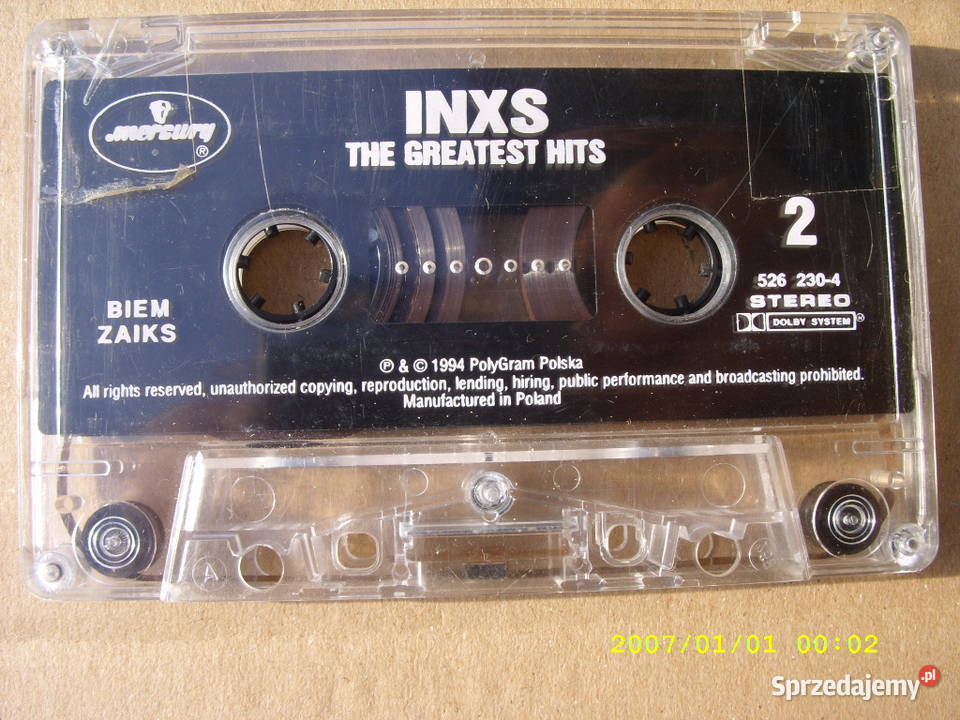 INXS
THE GREATEST HITS
mercury
®
2
526 230-4
STEREO
DOLBY SYSTEM®
BIEM
ZAIKS
℗ & © 1994 PolyGram Polska
All rights reserved, unauthorized copying, reproduction, lending, hiring, public performance and broadcasting prohibited.
Manufactured in Poland
A
2007/01/01 00:02
Sprzedajemy.pl